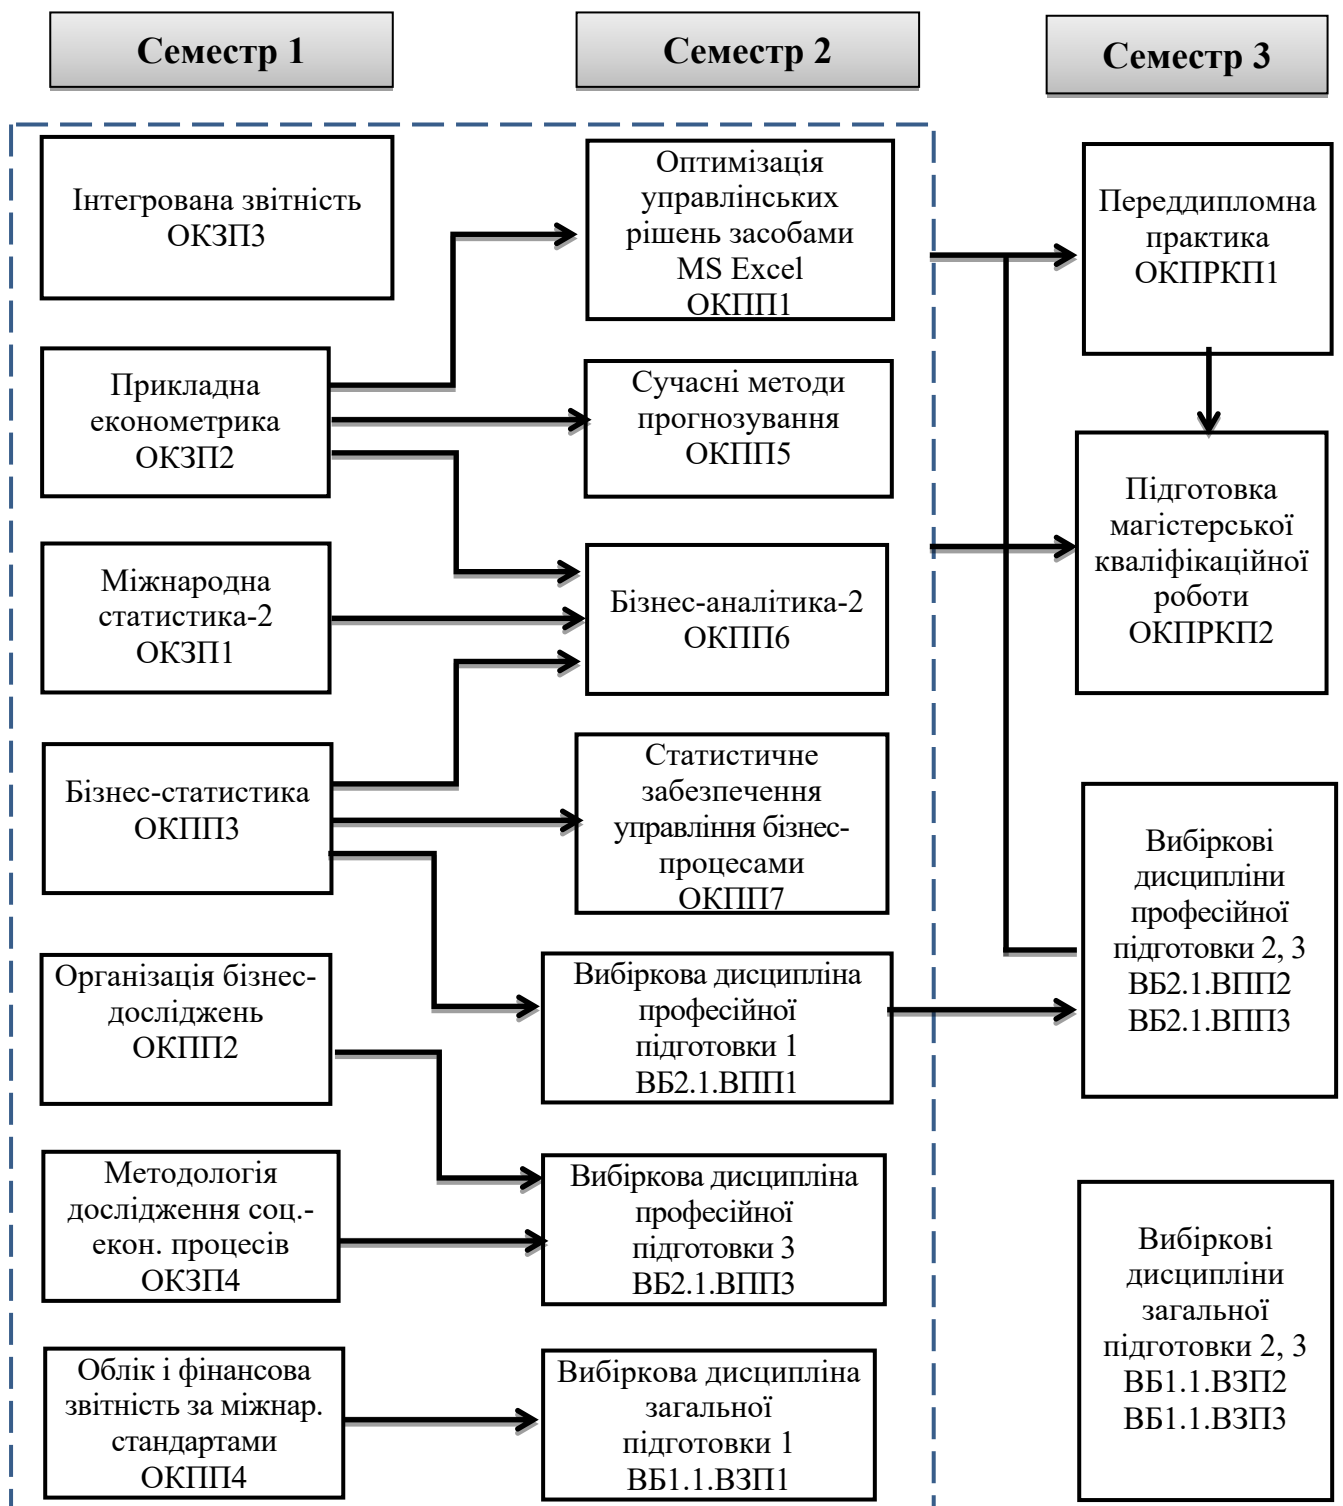 Семестр 1
Семестр 2
Семестр 3
Інтегрована звітність
ОКЗП3
Прикладна
економетрика
ОКЗП2
Міжнародна
статистика-2
ОКЗП1
Бізнес-статистика
ОКПП3
Організація бізнес-
досліджень
ОКПП2
Методологія
дослідження соц.-
екон. процесів
ОКЗП4
Облік і фінансова
звітність за міжнар.
стандартами
ОКПП4
Оптимізація
управлінських
рішень засобами
MS Excel
ОКПП1
Сучасні методи
прогнозування
ОКПП5
Бізнес-аналітика-2
ОКПП6
Статистичне
забезпечення
управління бізнес-
процесами
ОКПП7
Вибіркова дисципліна
професійної
підготовки 1
ВБ2.1.ВПП1
Вибіркова дисципліна
професійної
підготовки 3
ВБ2.1.ВПП3
Вибіркова дисципліна
загальної
підготовки 1
ВБ1.1.ВЗП1
Переддипломна
практика
ОКПРКП1
Підготовка
магістерської
кваліфікаційної
роботи
ОКПРКП2
Вибіркові
дисципліни
професійної
підготовки 2, 3
ВБ2.1.ВПП2
ВБ2.1.ВПП3
Вибіркові
дисципліни
загальної
підготовки 2, 3
ВБ1.1.ВЗП2
ВБ1.1.ВЗП3